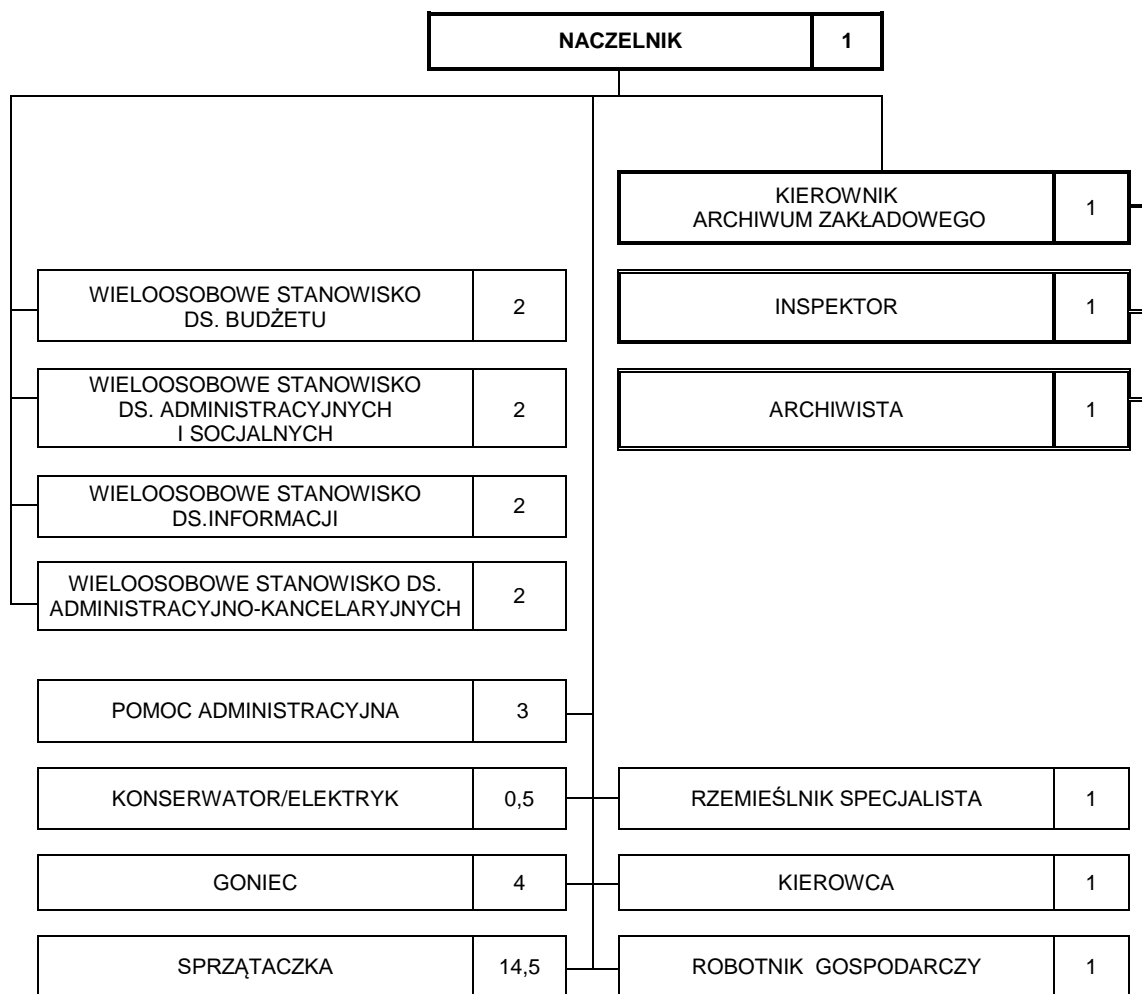 NACZELNIK 1
KIEROWNIK
ARCHIWUM ZAKŁADOWEGO 1
WIELOOSOBOWE STANOWISKO
DS. BUDŻETU 2
INSPEKTOR 1
WIELOOSOBOWE STANOWISKO
DS. ADMINISTRACYJNYCH
I SOCJALNYCH 2
ARCHIWISTA 1
WIELOOSOBOWE STANOWISKO
DS.INFORMACJI 2
WIELOOSOBOWE STANOWISKO DS.
ADMINISTRACYJNO-KANCELARYJNYCH 2
POMOC ADMINISTRACYJNA 3
KONSERWATOR/ELEKTRYK 0,5
RZEMIEŚLNIK SPECJALISTA 1
GONIEC 4
KIEROWCA 1
SPRZĄTACZKA 14,5
ROBOTNIK GOSPODARCZY 1